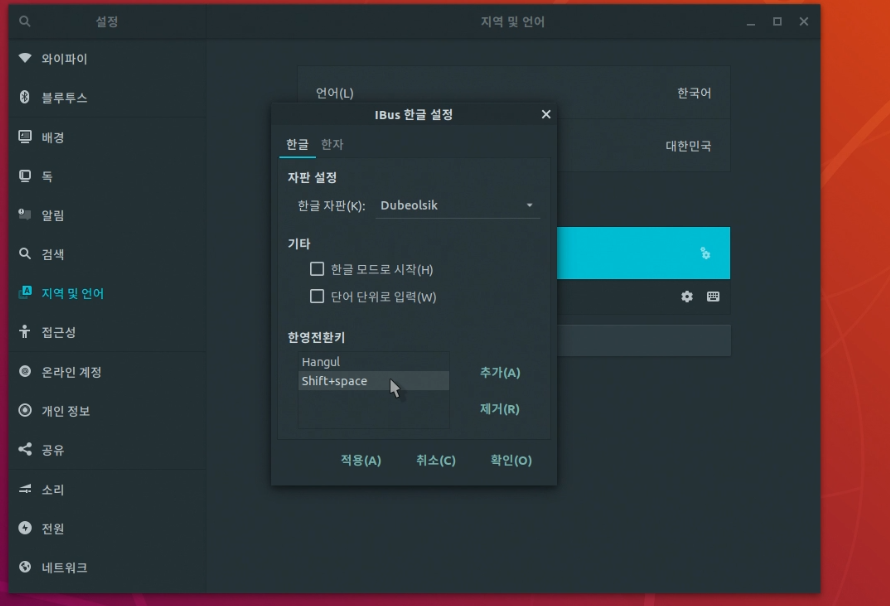 설정
지역 및 언어
와이파이
블루투스
배경
독
알림
검색
지역 및 언어
접근성
온라인 계정
개인 정보
공유
소리
전원
네트워크
언어(L)
한국어
대한민국
IBus 한글 설정
한글 한자
자판 설정
한글 자판(K): Dubeolsik
기타
한글 모드로 시작(H)
단어 단위로 입력(W)
한영전환키
Hangul
Shift+space
추가(A)
제거(R)
적용(A) 취소(C) 확인(O)